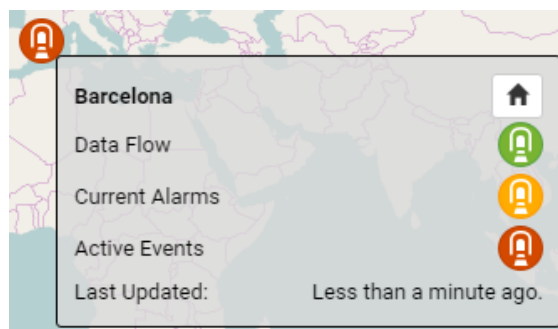 Barcelona
Data Flow
Current Alarms
Active Events
Last Updated: Less than a minute ago.